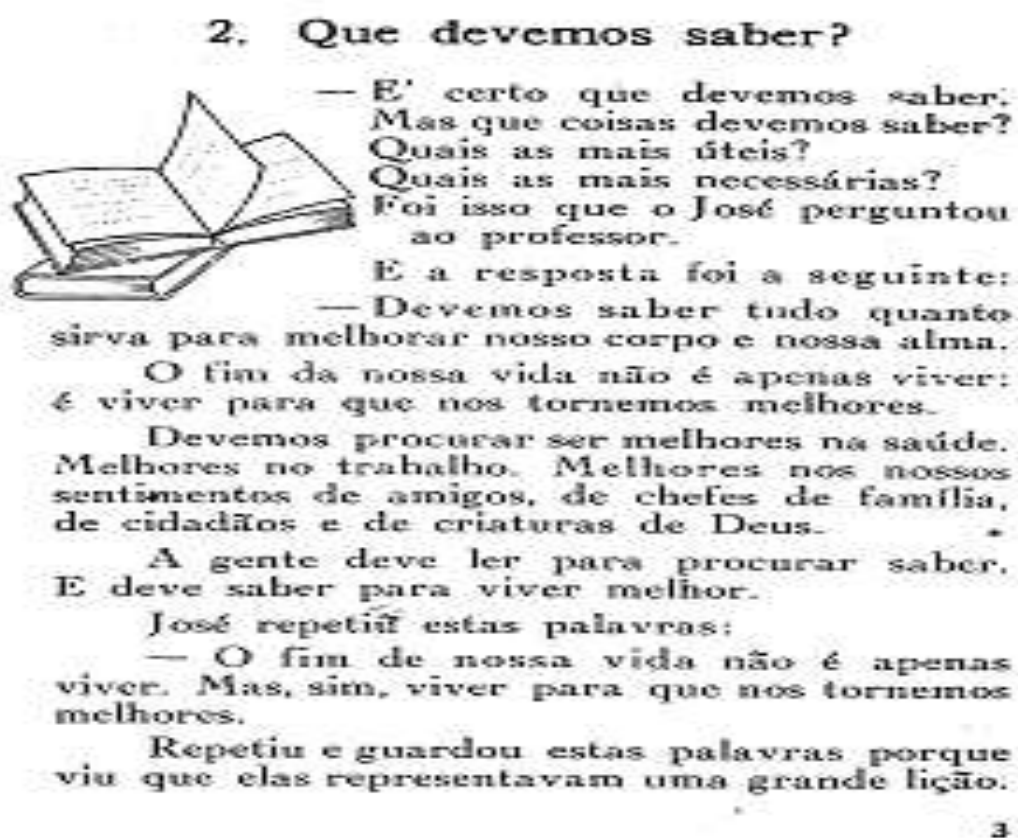 2. Que devemos saber?
— E' certo que devemos saber.
Mas que coisas devemos saber?
Quais as mais úteis?
Quais as mais necessárias?
Foi isso que o José perguntou
ao professor.
E a resposta foi a seguinte:
— Devemos saber tudo quanto
sirva para melhorar nosso corpo e nossa alma.
O fim da nossa vida não é apenas viver:
é viver para que nos tornemos melhores.
Devemos procurar ser melhores na saúde.
Melhores no trabalho. Melhores nos nossos
sentimentos de amigos, de chefes de família,
de cidadãos e de criaturas de Deus.
A gente deve ler para procurar saber.
E deve saber para viver melhor.
José repetiu estas palavras:
— O fim de nossa vida não é apenas
viver. Mas, sim, viver para que nos tornemos
melhores.
Repetiu e guardou estas palavras porque
viu que elas representavam uma grande lição.
3